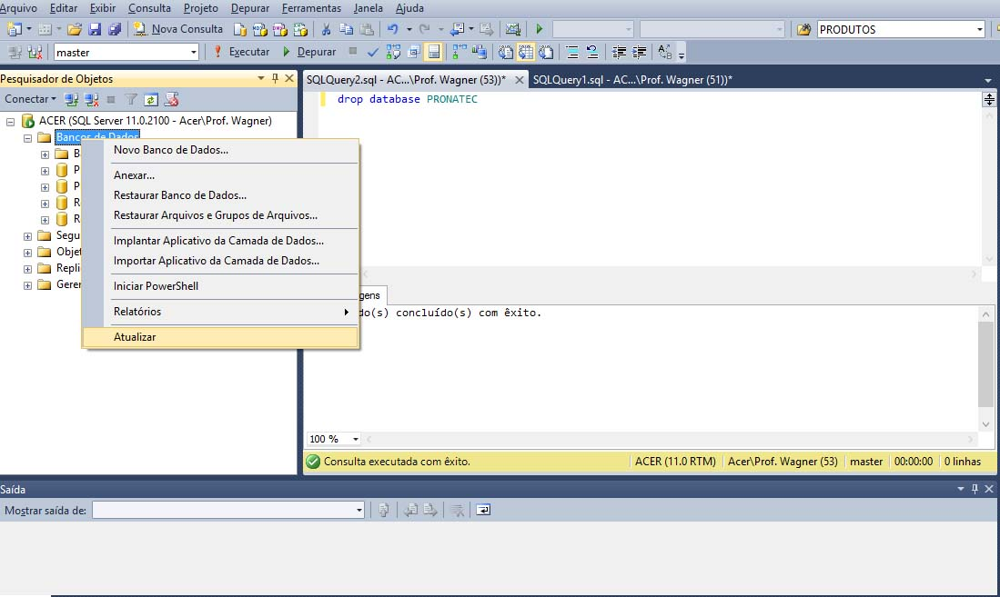 Arquivo Editar Exibir Consulta Projeto Depurar Ferramentas Janela Ajuda
Nova Consulta PRODUTOS
master Executar Depurar
Pesquisador de Objetos
SQLQuery2.sql - AC...\Prof. Wagner (53))* SQLQuery1.sql - AC...\Prof. Wagner (51))*
Conectar
drop database PRONATEC
ACER (SQL Server 11.0.2100 - Acer\Prof. Wagner)
Bancos de Dados
Novo Banco de Dados...
Anexar...
Restaurar Banco de Dados...
Restaurar Arquivos e Grupos de Arquivos...
Implantar Aplicativo da Camada de Dados...
Importar Aplicativo da Camada de Dados...
Iniciar PowerShell
Relatórios
Atualizar
B
P
P
R
R
Segu
Objet
Repli
Geren
gens
do(s) concluído(s) com êxito.
100 %
Consulta executada com êxito. ACER (11.0 RTM) Acer\Prof. Wagner (53) master 00:00:00 0 linhas
Saída
Mostrar saída de: